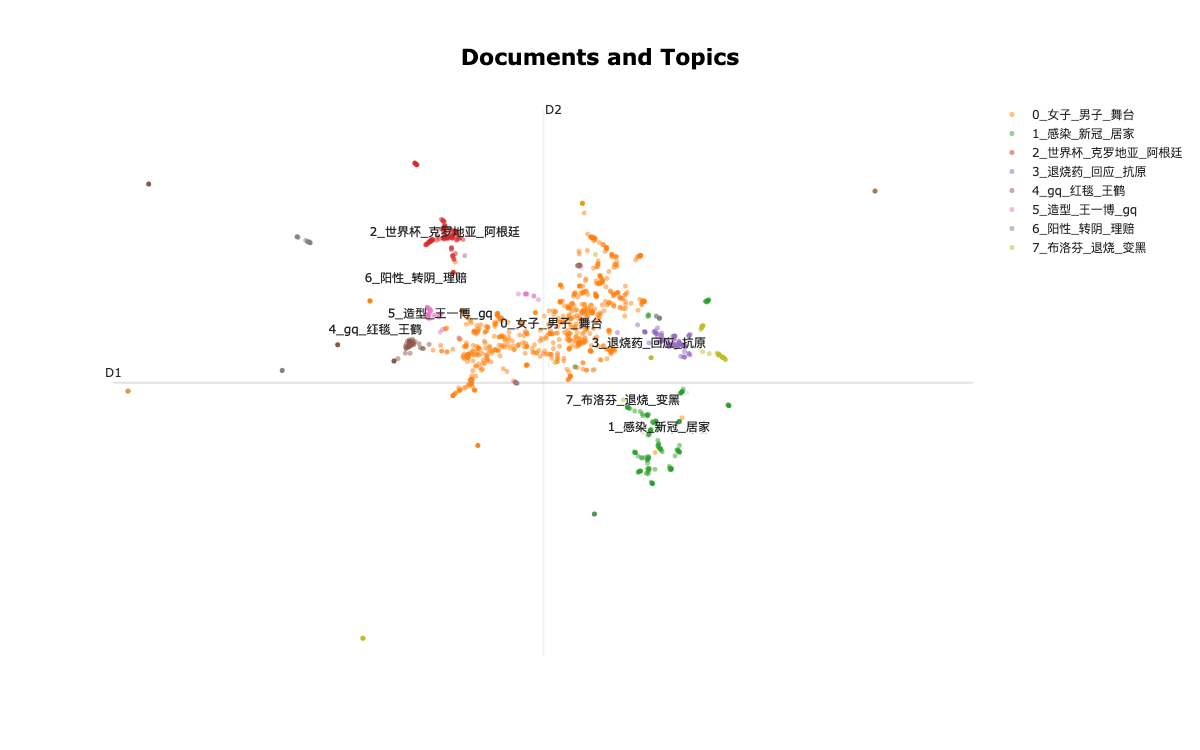 Documents and Topics
D2
0_女子_男子_舞台
1_感染_新冠_居家
2_世界杯_克罗地亚_阿根廷
3_退烧药_回应_抗原
4_gq_红毯_王鹤
5_造型_王一博_gq
6_阳性_转阴_理赔
7_布洛芬_退烧_变黑
2_世界杯_克罗地亚_阿根廷
6_阳性_转阴_理赔
5_造型_王一博_gq
0_女子_男子_舞台
4_gq_红毯_王鹤
3_退烧药_回应_抗原
D1
7_布洛芬_退烧_变黑
1_感染_新冠_居家